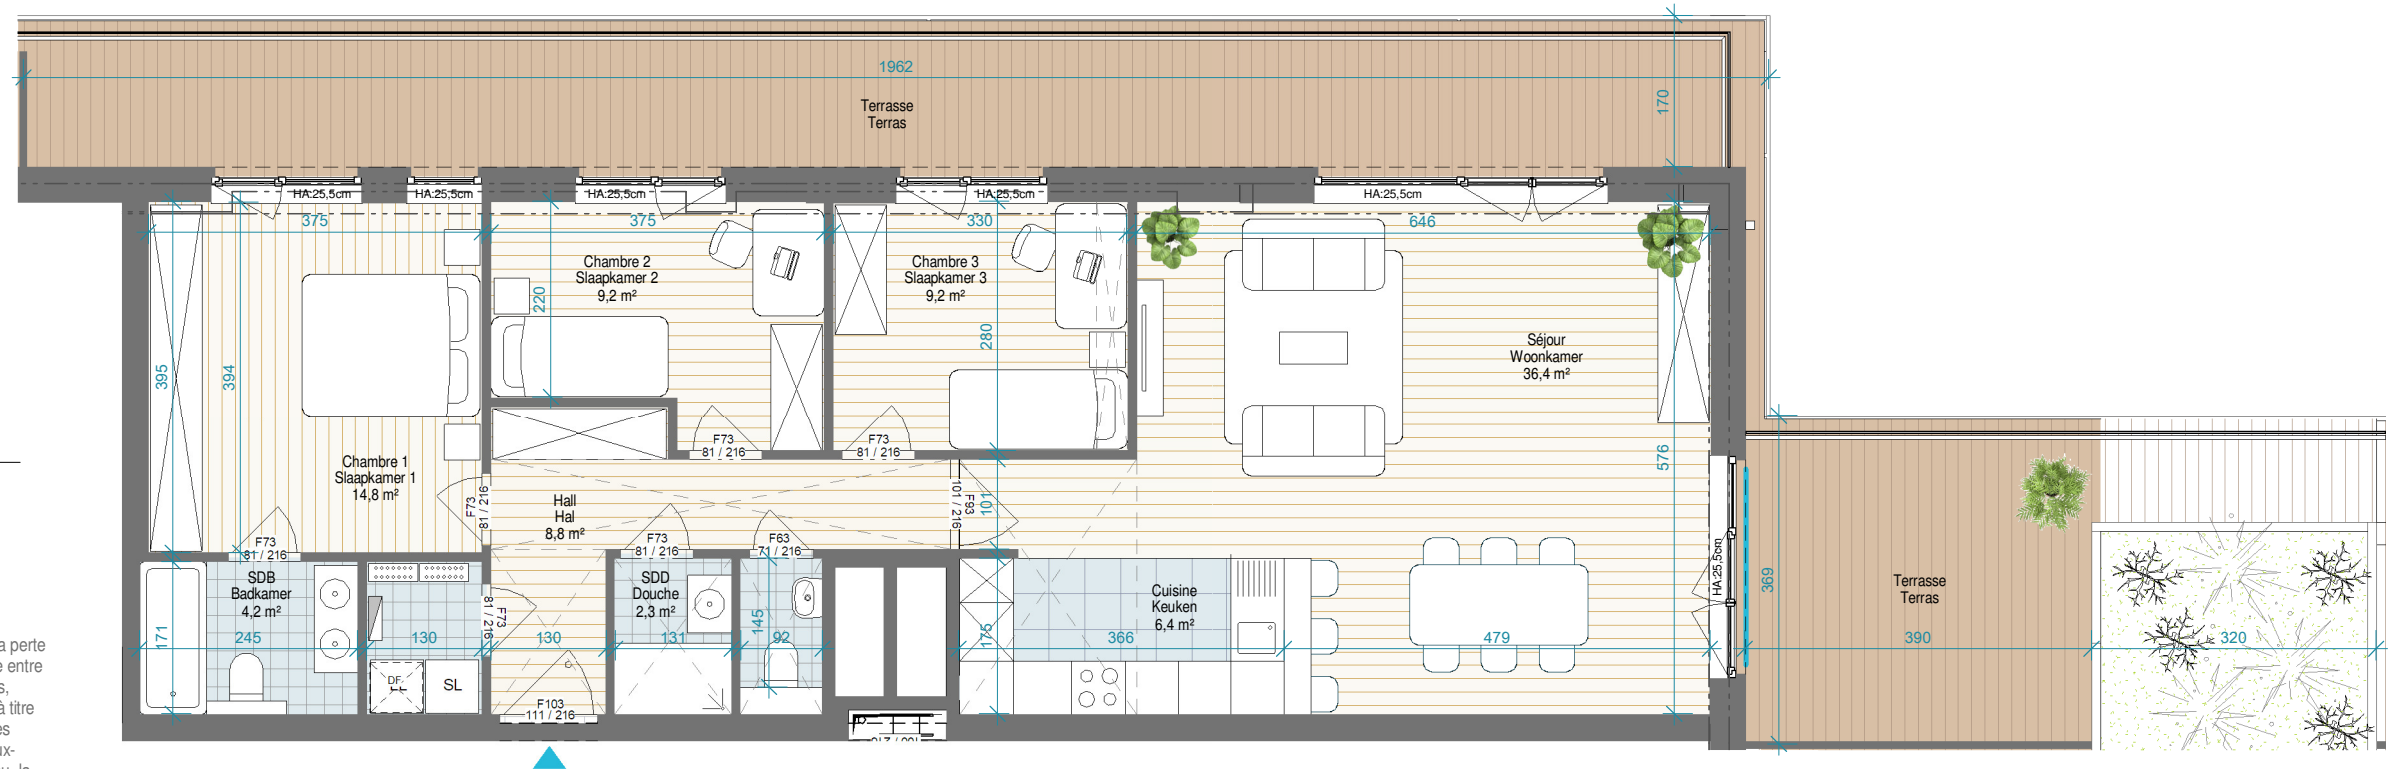 1962
Terrasse
Terras
170
HA:25,5cm
HA:25,5cm
HA:25,5cm
HA:25,5cm
HA:25,5cm
375
375
330
646
Chambre 2
Slaapkamer 2
9,2 m²
Chambre 3
Slaapkamer 3
9,2 m²
220
280
Séjour
Woonkamer
36,4 m²
395
394
F73
81 / 216
F73
81 / 216
576
Chambre 1
Slaapkamer 1
14,8 m²
F73
81 / 216
Hall
Hal
8,8 m²
F93
101 / 216
101
F73
81 / 216
F73
81 / 216
F63
71 / 216
HA:25,5cm
369
SDB
Badkamer
4,2 m²
SDD
Douche
2,3 m²
Cuisine
Keuken
6,4 m²
Terrasse
Terras
F73
81 / 216
171
245
130
130
131
145
92
175
366
479
390
320
SL
F103
111 / 216
a perte
e entre
s,
à titre
es
ux-